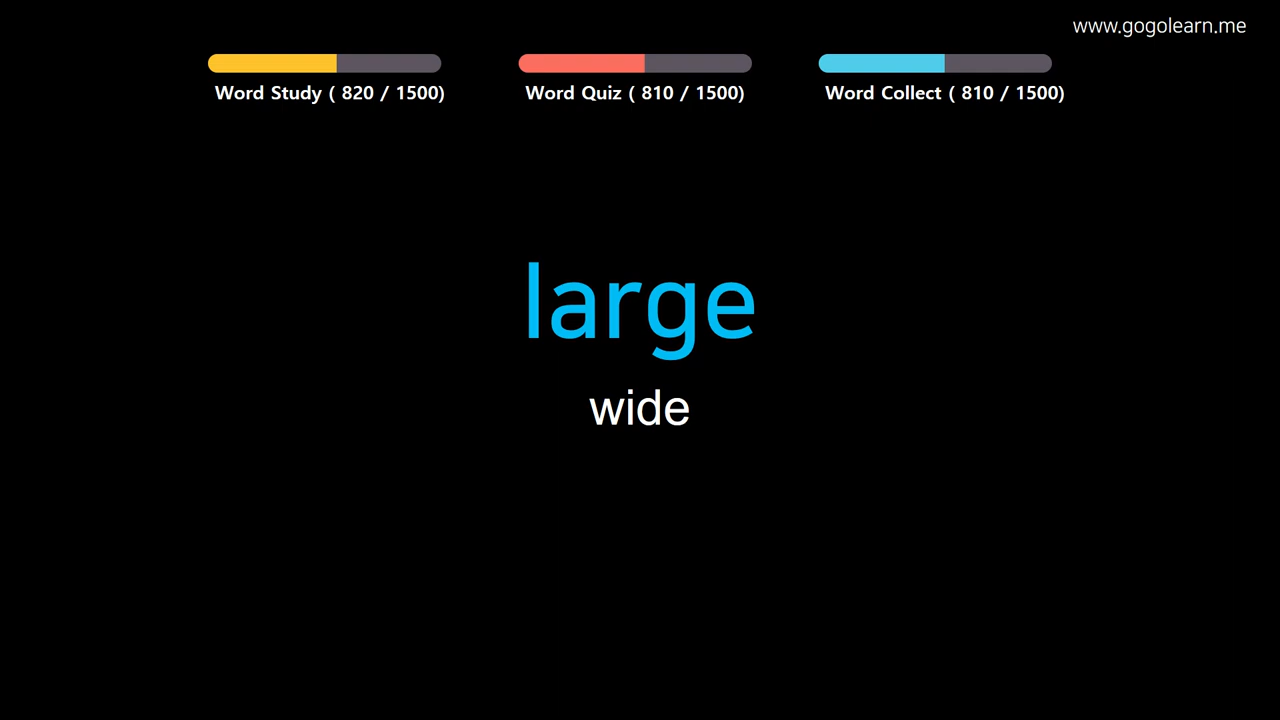 www.gogolearn.me
Word Study ( 820 / 1500)
Word Quiz ( 810 / 1500)
Word Collect ( 810 / 1500)
large
wide